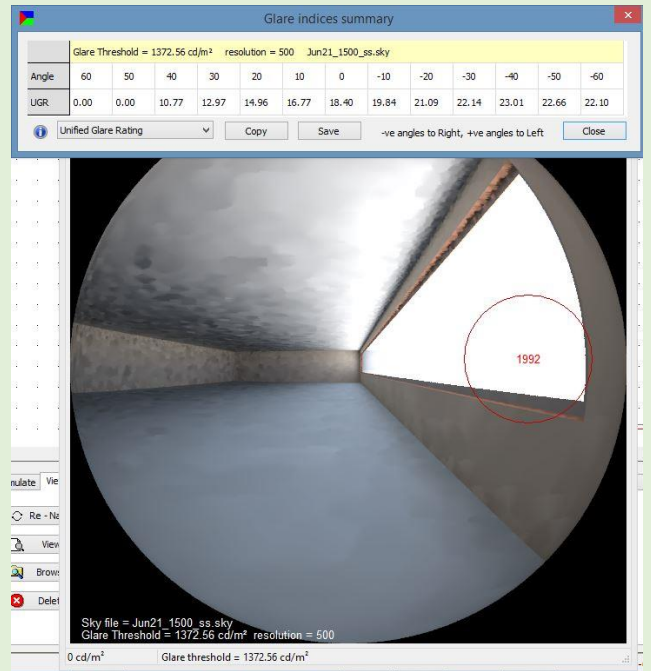 Glare indices summary
Glare Threshold = 1372.56 cd/m² resolution = 500 Jun21_1500_ss.sky
Angle 60 50 40 30 20 10 0 -10 -20 -30 -40 -50 -60
UGR 0.00 0.00 10.77 12.97 14.96 16.77 18.40 19.84 21.09 22.14 23.01 22.66 22.10
Unified Glare Rating Copy Save -ve angles to Right, +ve angles to Left Close
1992
mulate Vie
Re - Na
View
Brows
Delet
Sky file = Jun21_1500_ss.sky
Glare Threshold = 1372.56 cd/m² resolution = 500
0 cd/m² Glare threshold = 1372.56 cd/m²